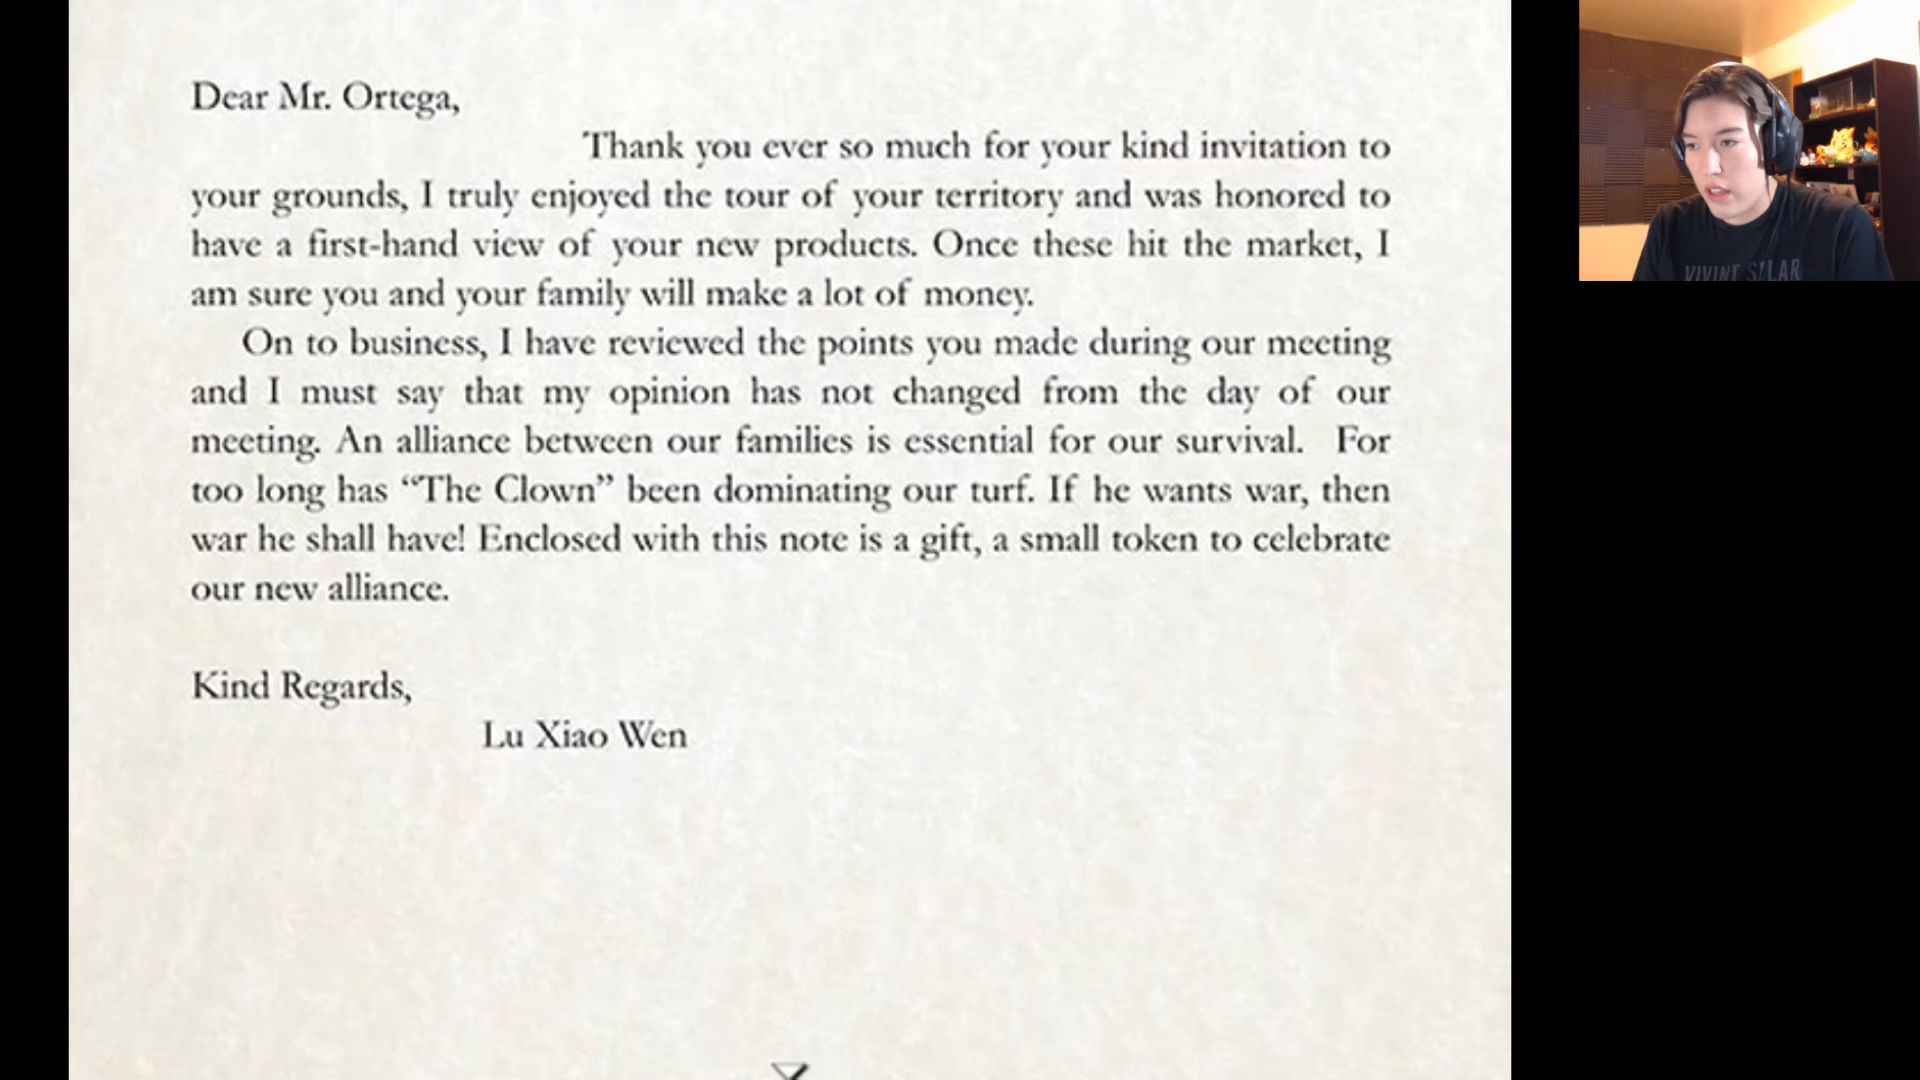 Dear Mr. Ortega,
Thank you ever so much for your kind invitation to
your grounds, I truly enjoyed the tour of your territory and was honored to
have a first-hand view of your new products. Once these hit the market, I
am sure you and your family will make a lot of money.
On to business, I have reviewed the points you made during our meeting
and I must say that my opinion has not changed from the day of our
meeting. An alliance between our families is essential for our survival. For
too long has “The Clown” been dominating our turf. If he wants war, then
war he shall have! Enclosed with this note is a gift, a small token to celebrate
our new alliance.
Kind Regards,
Lu Xiao Wen
VIVINT SOLAR